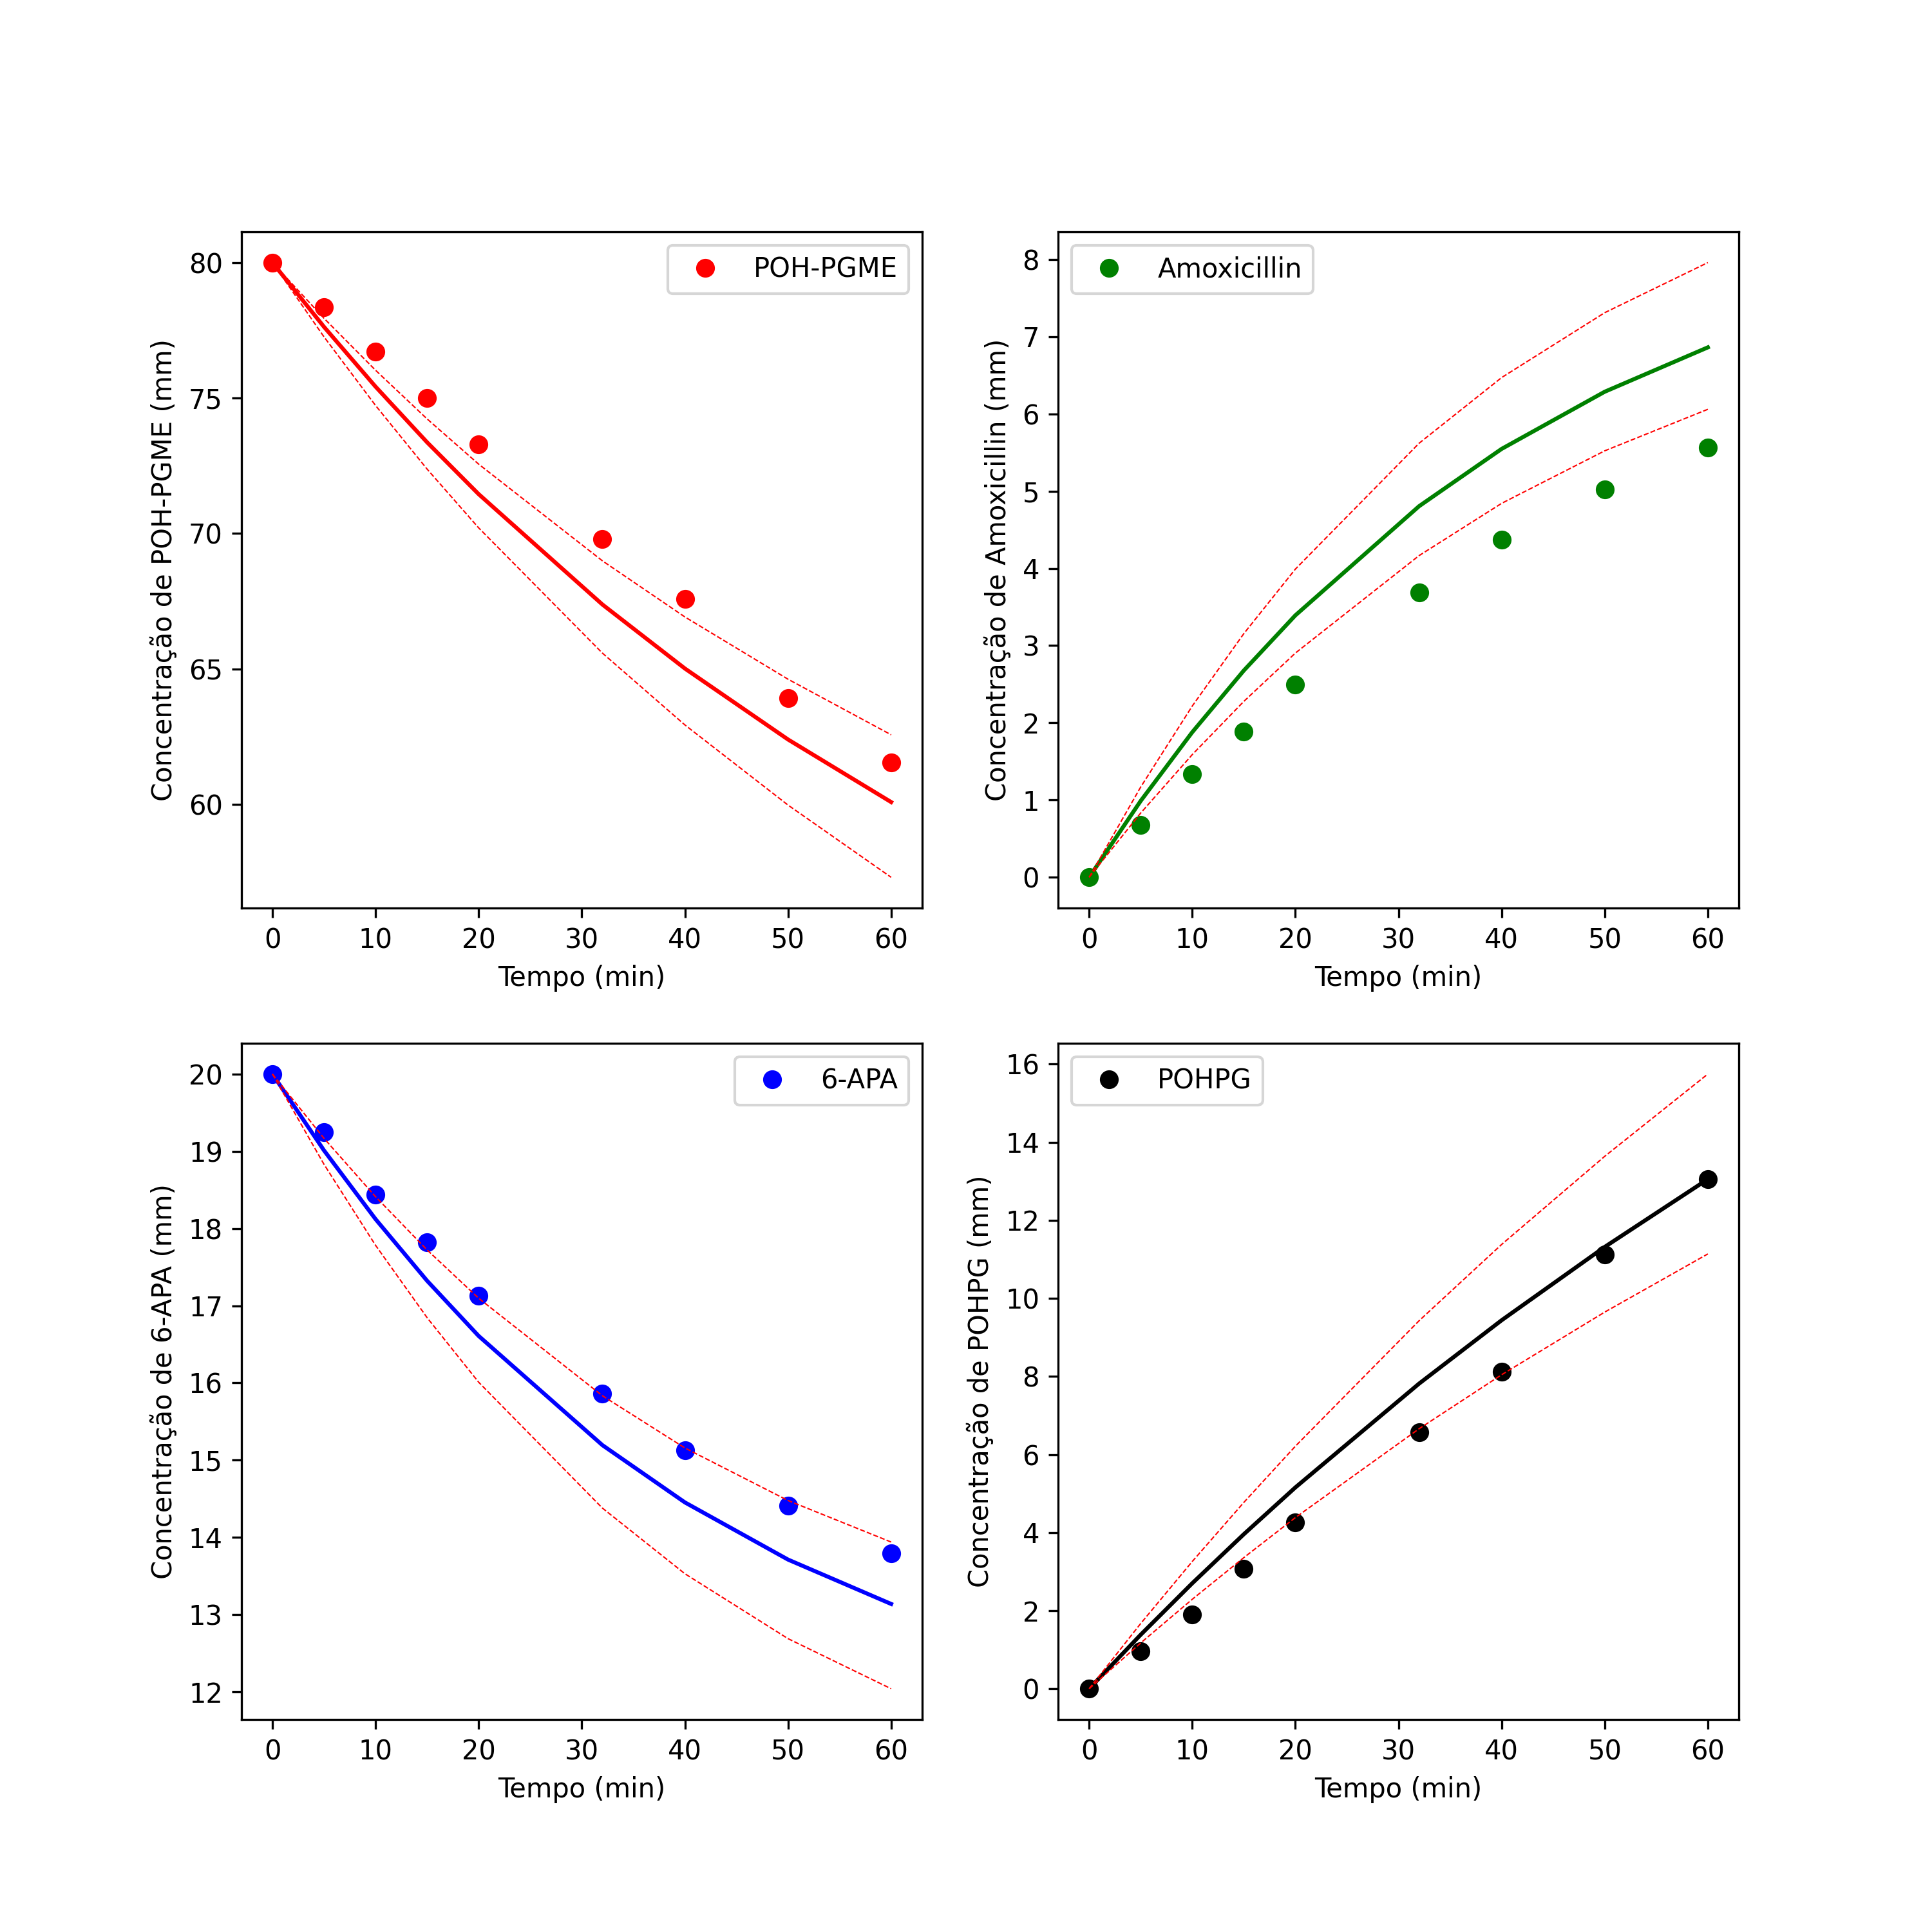 POH-PGME
Concentração de POH-PGME (mm)
80
75
70
65
60
0 10 20 30 40 50 60
Tempo (min)
Amoxicillin
Concentração de Amoxicillin (mm)
8
7
6
5
4
3
2
1
0
0 10 20 30 40 50 60
Tempo (min)
6-APA
Concentração de 6-APA (mm)
20
19
18
17
16
15
14
13
12
0 10 20 30 40 50 60
Tempo (min)
POHPG
Concentração de POHPG (mm)
16
14
12
10
8
6
4
2
0
0 10 20 30 40 50 60
Tempo (min)